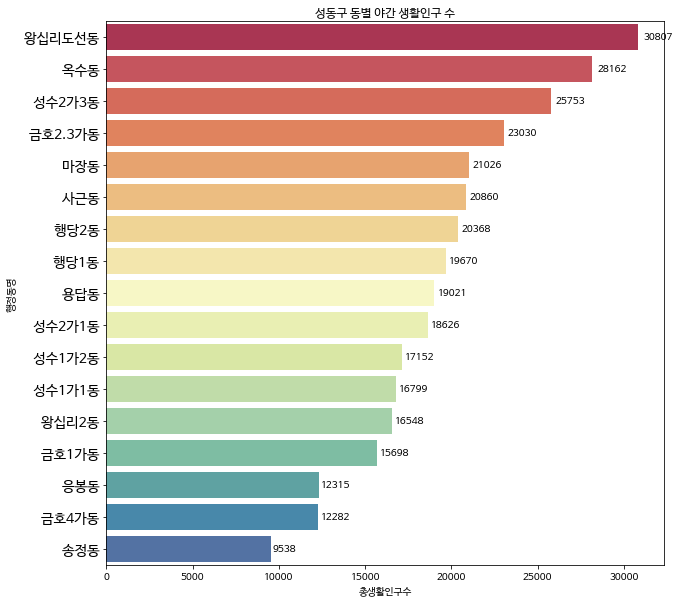 성동구 동별 야간 생활인구 수
왕십리도선동 30807
옥수동 28162
성수2가3동 25753
금호2.3가동 23030
마장동 21026
사근동 20860
행당2동 20368
행당1동 19670
용답동 19021
성수2가1동 18626
성수1가2동 17152
성수1가1동 16799
왕십리2동 16548
금호1가동 15698
응봉동 12315
금호4가동 12282
송정동 9538
행정동명
0 5000 10000 15000 20000 25000 30000
총생활인구수